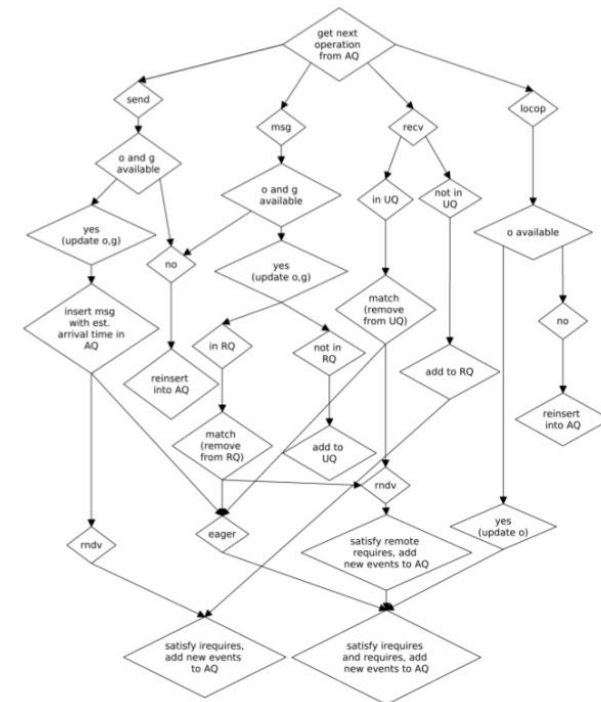 get next
operation
from AQ
send
msg
recv
locop
o and g
available
o and g
available
in UQ
not in
UQ
yes
(update o,g)
no
yes
(update o,g)
o available
insert msg
with est.
arrival time in
AQ
match
(remove
from UQ)
no
in RQ
not in
RQ
reinsert
into AQ
add to RQ
reinsert
into AQ
match
(remove
from RQ)
add to
UQ
rndv
rndv
eager
yes
(update o)
satisfy remote
requires, add
new events to AQ
satisfy irequires,
add new events
to AQ
satisfy irequires
and requires, add
new events to AQ